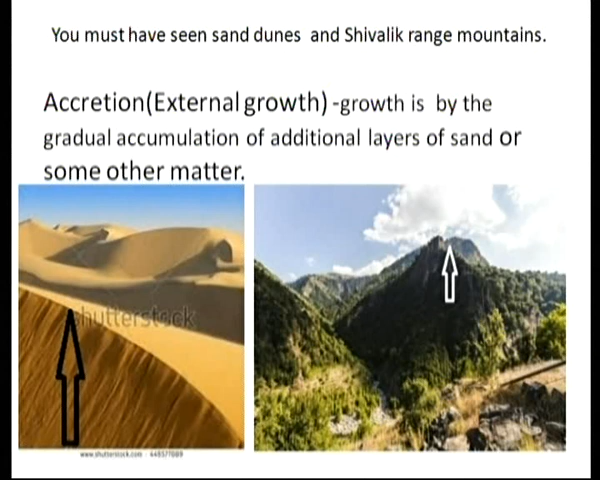 You must have seen sand dunes and Shivalik range mountains.
Accretion(External growth) -growth is by the
gradual accumulation of additional layers of sand or
some other matter.
shutterstock
www.shutterstock.com · 449577889